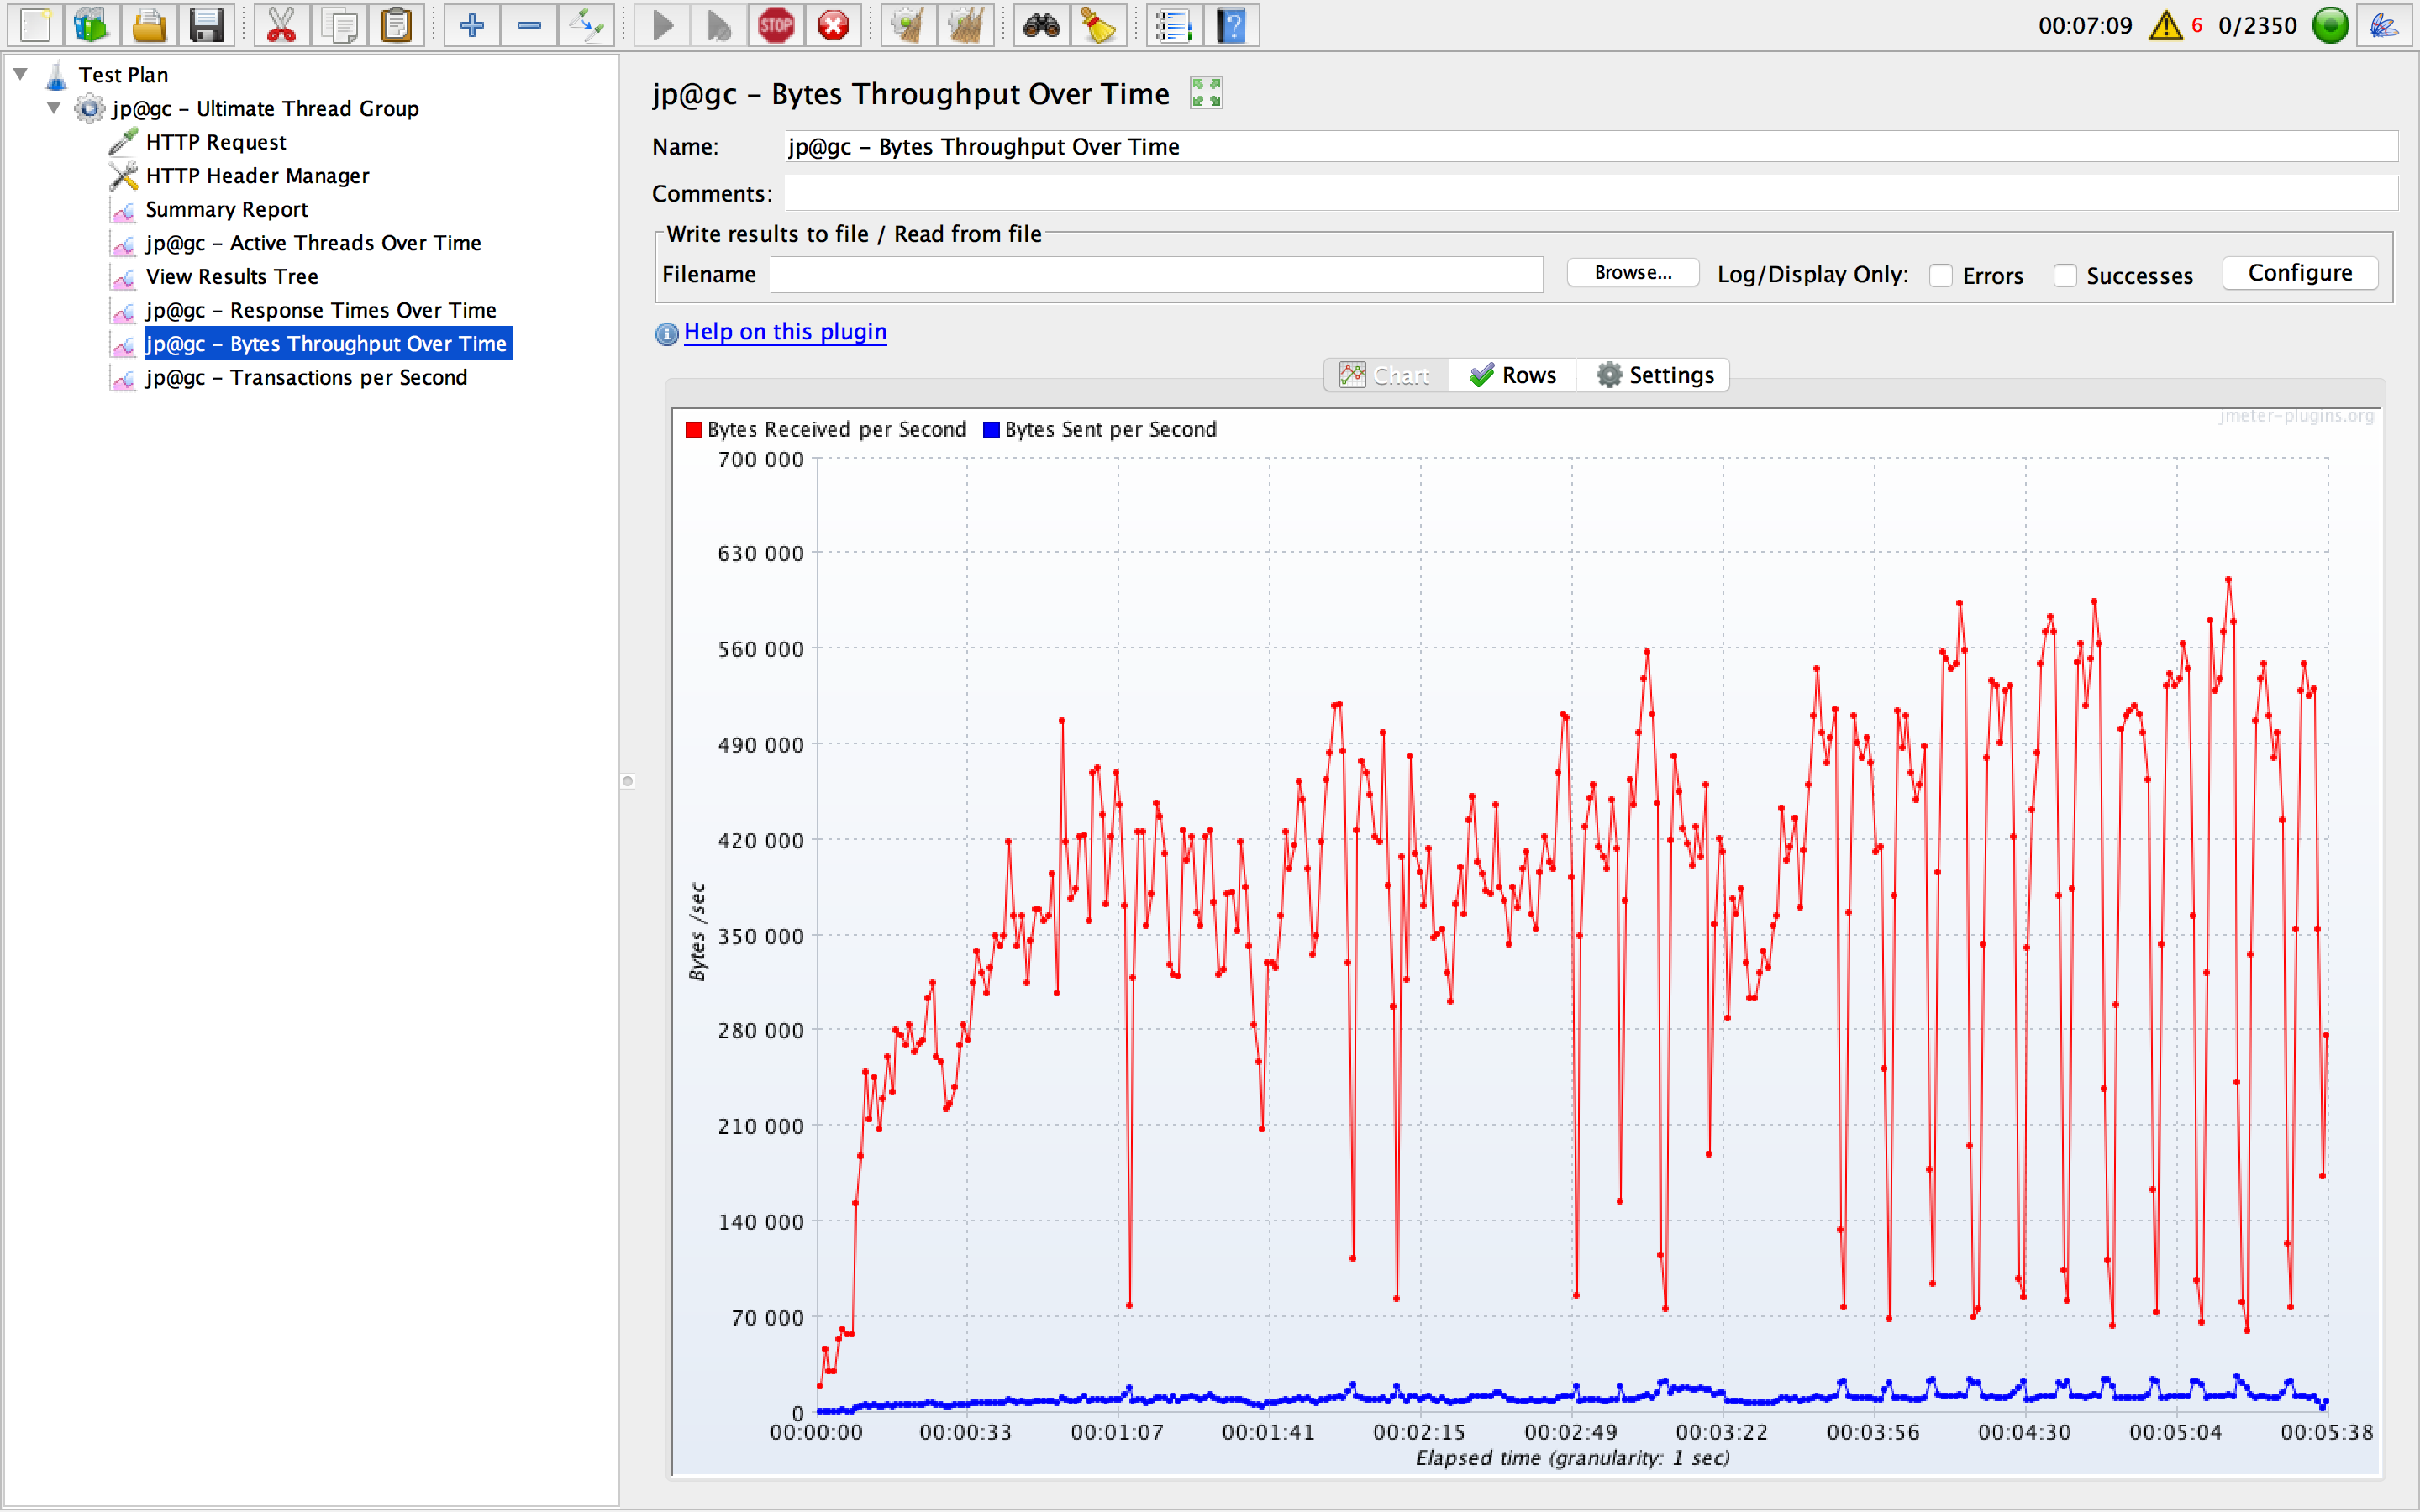 STOP
00:07:09 6 0/2350
Test Plan
jp@gc – Ultimate Thread Group
HTTP Request
HTTP Header Manager
Summary Report
jp@gc – Active Threads Over Time
View Results Tree
jp@gc – Response Times Over Time
jp@gc – Bytes Throughput Over Time
jp@gc – Transactions per Second
jp@gc – Bytes Throughput Over Time
Name: jp@gc – Bytes Throughput Over Time
Comments:
Write results to file / Read from file
Filename Browse... Log/Display Only: Errors Successes Configure
Help on this plugin
Chart Rows Settings
jmeter-plugins.org
Bytes Received per Second Bytes Sent per Second
700 000
630 000
560 000
490 000
420 000
350 000
280 000
210 000
140 000
70 000
0
Bytes /sec
00:00:00 00:00:33 00:01:07 00:01:41 00:02:15 00:02:49 00:03:22 00:03:56 00:04:30 00:05:04 00:05:38
Elapsed time (granularity: 1 sec)